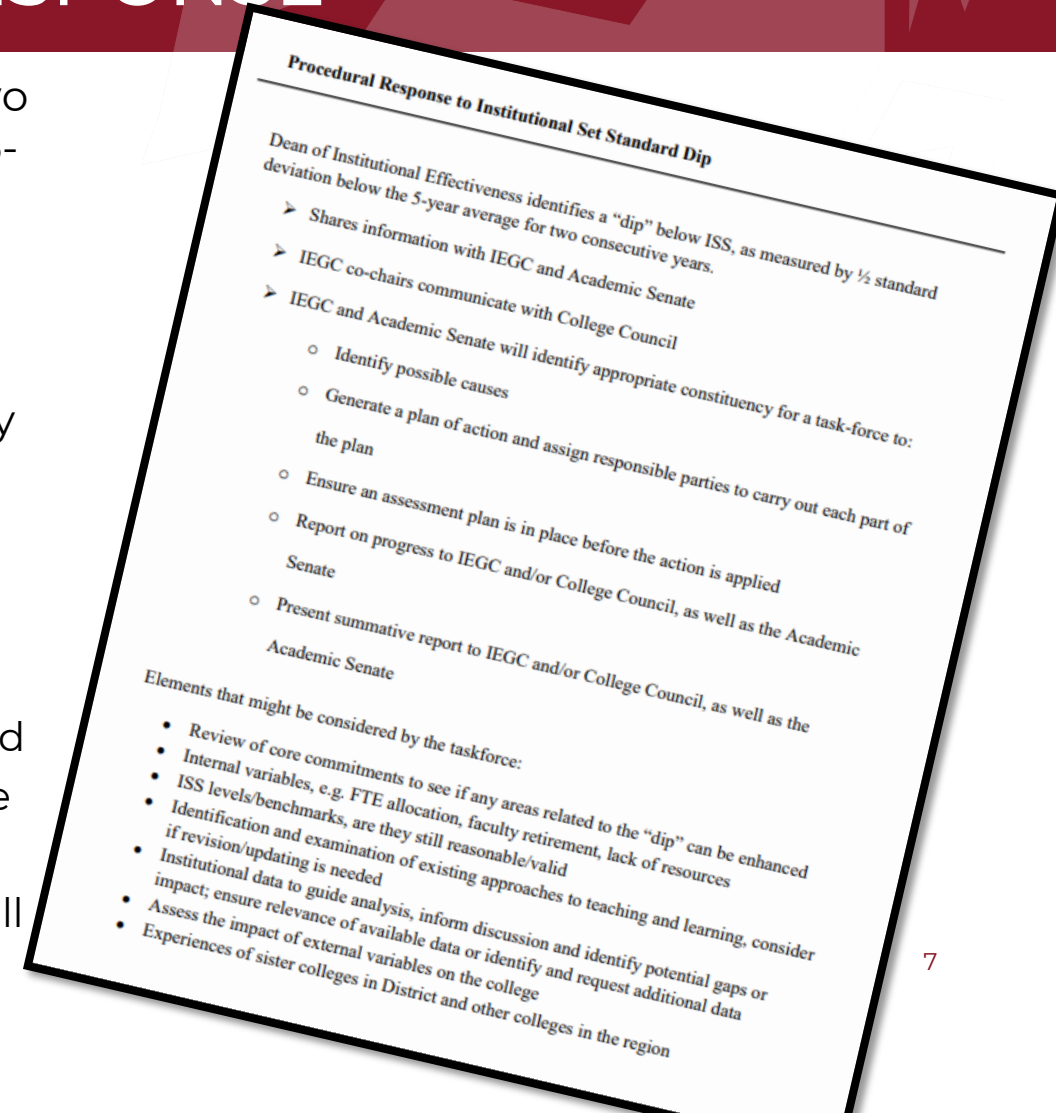 Procedural Response to Institutional Set Standard Dip
Dean of Institutional Effectiveness identifies a “dip” below ISS, as measured by ½ standard
deviation below the 5-year average for two consecutive years.
➢ Shares information with IEGC and Academic Senate
➢ IEGC co-chairs communicate with College Council
➢ IEGC and Academic Senate will identify appropriate constituency for a task-force to:
○ Identify possible causes
○ Generate a plan of action and assign responsible parties to carry out each part of
the plan
○ Ensure an assessment plan is in place before the action is applied
○ Report on progress to IEGC and/or College Council, as well as the Academic
Senate
○ Present summative report to IEGC and/or College Council, as well as the
Academic Senate
Elements that might be considered by the taskforce:
• Review of core commitments to see if any areas related to the “dip” can be enhanced
• Internal variables, e.g. FTE allocation, faculty retirement, lack of resources
• ISS levels/benchmarks, are they still reasonable/valid
• Identification and examination of existing approaches to teaching and learning, consider
if revision/updating is needed
• Institutional data to guide analysis, inform discussion and identify potential gaps or
impact; ensure relevance of available data or identify and request additional data
• Assess the impact of external variables on the college
• Experiences of sister colleges in District and other colleges in the region
7